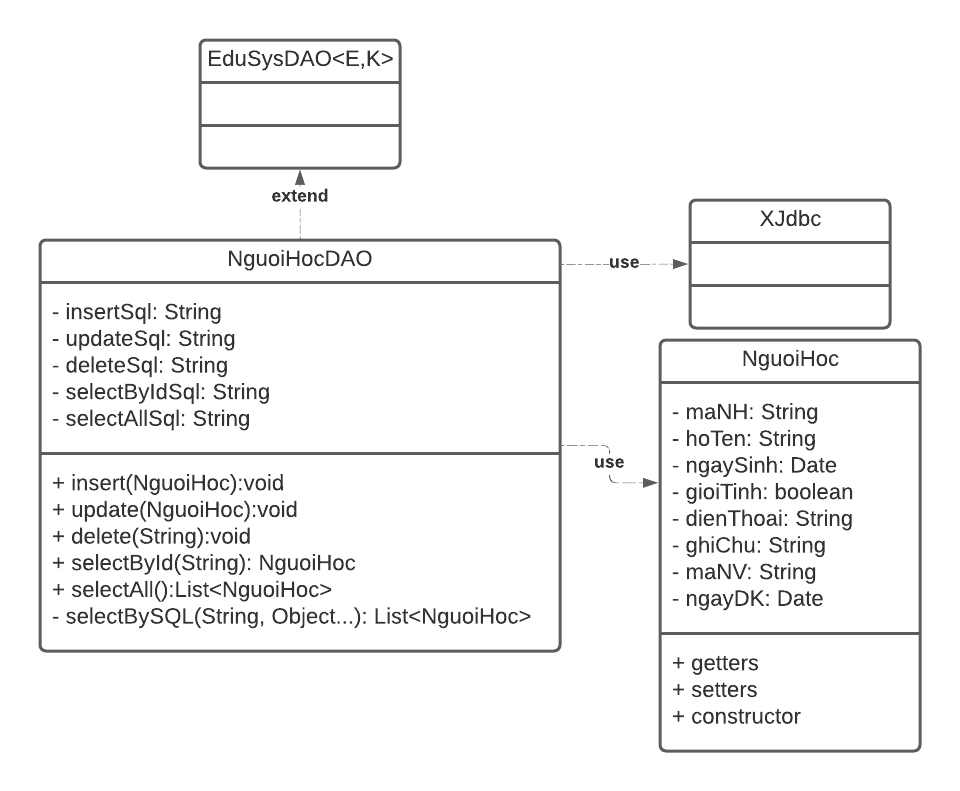 EduSysDAO<E,K>
extend
NguoiHocDAO
- insertSql: String
- updateSql: String
- deleteSql: String
- selectByIdSql: String
- selectAllSql: String
+ insert(NguoiHoc):void
+ update(NguoiHoc):void
+ delete(String):void
+ selectById(String): NguoiHoc
+ selectAll():List<NguoiHoc>
- selectBySQL(String, Object...): List<NguoiHoc>
use
XJdbc
use
NguoiHoc
- maNH: String
- hoTen: String
- ngaySinh: Date
- gioiTinh: boolean
- dienThoai: String
- ghiChu: String
- maNV: String
- ngayDK: Date
+ getters
+ setters
+ constructor